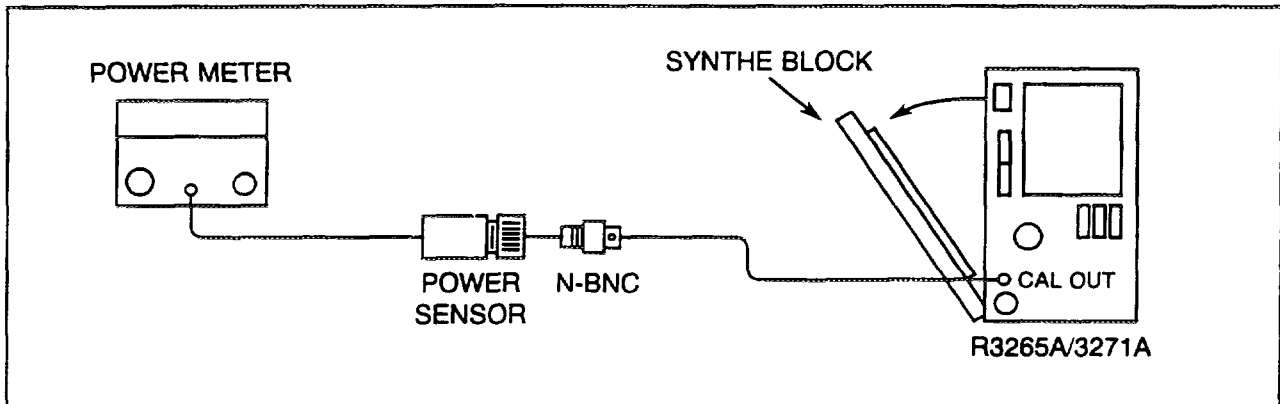 POWER METER
SYNTHE BLOCK
CAL OUT
POWER
SENSOR
N-BNC
R3265A/3271A